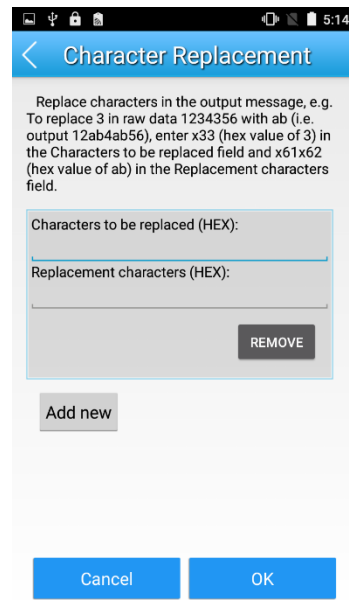 5:14
Character Replacement
Replace characters in the output message, e.g.
To replace 3 in raw data 1234356 with ab (i.e.
output 12ab4ab56), enter x33 (hex value of 3) in
the Characters to be replaced field and x61x62
(hex value of ab) in the Replacement characters
field.
Characters to be replaced (HEX):
Replacement characters (HEX):
REMOVE
Add new
Cancel
OK